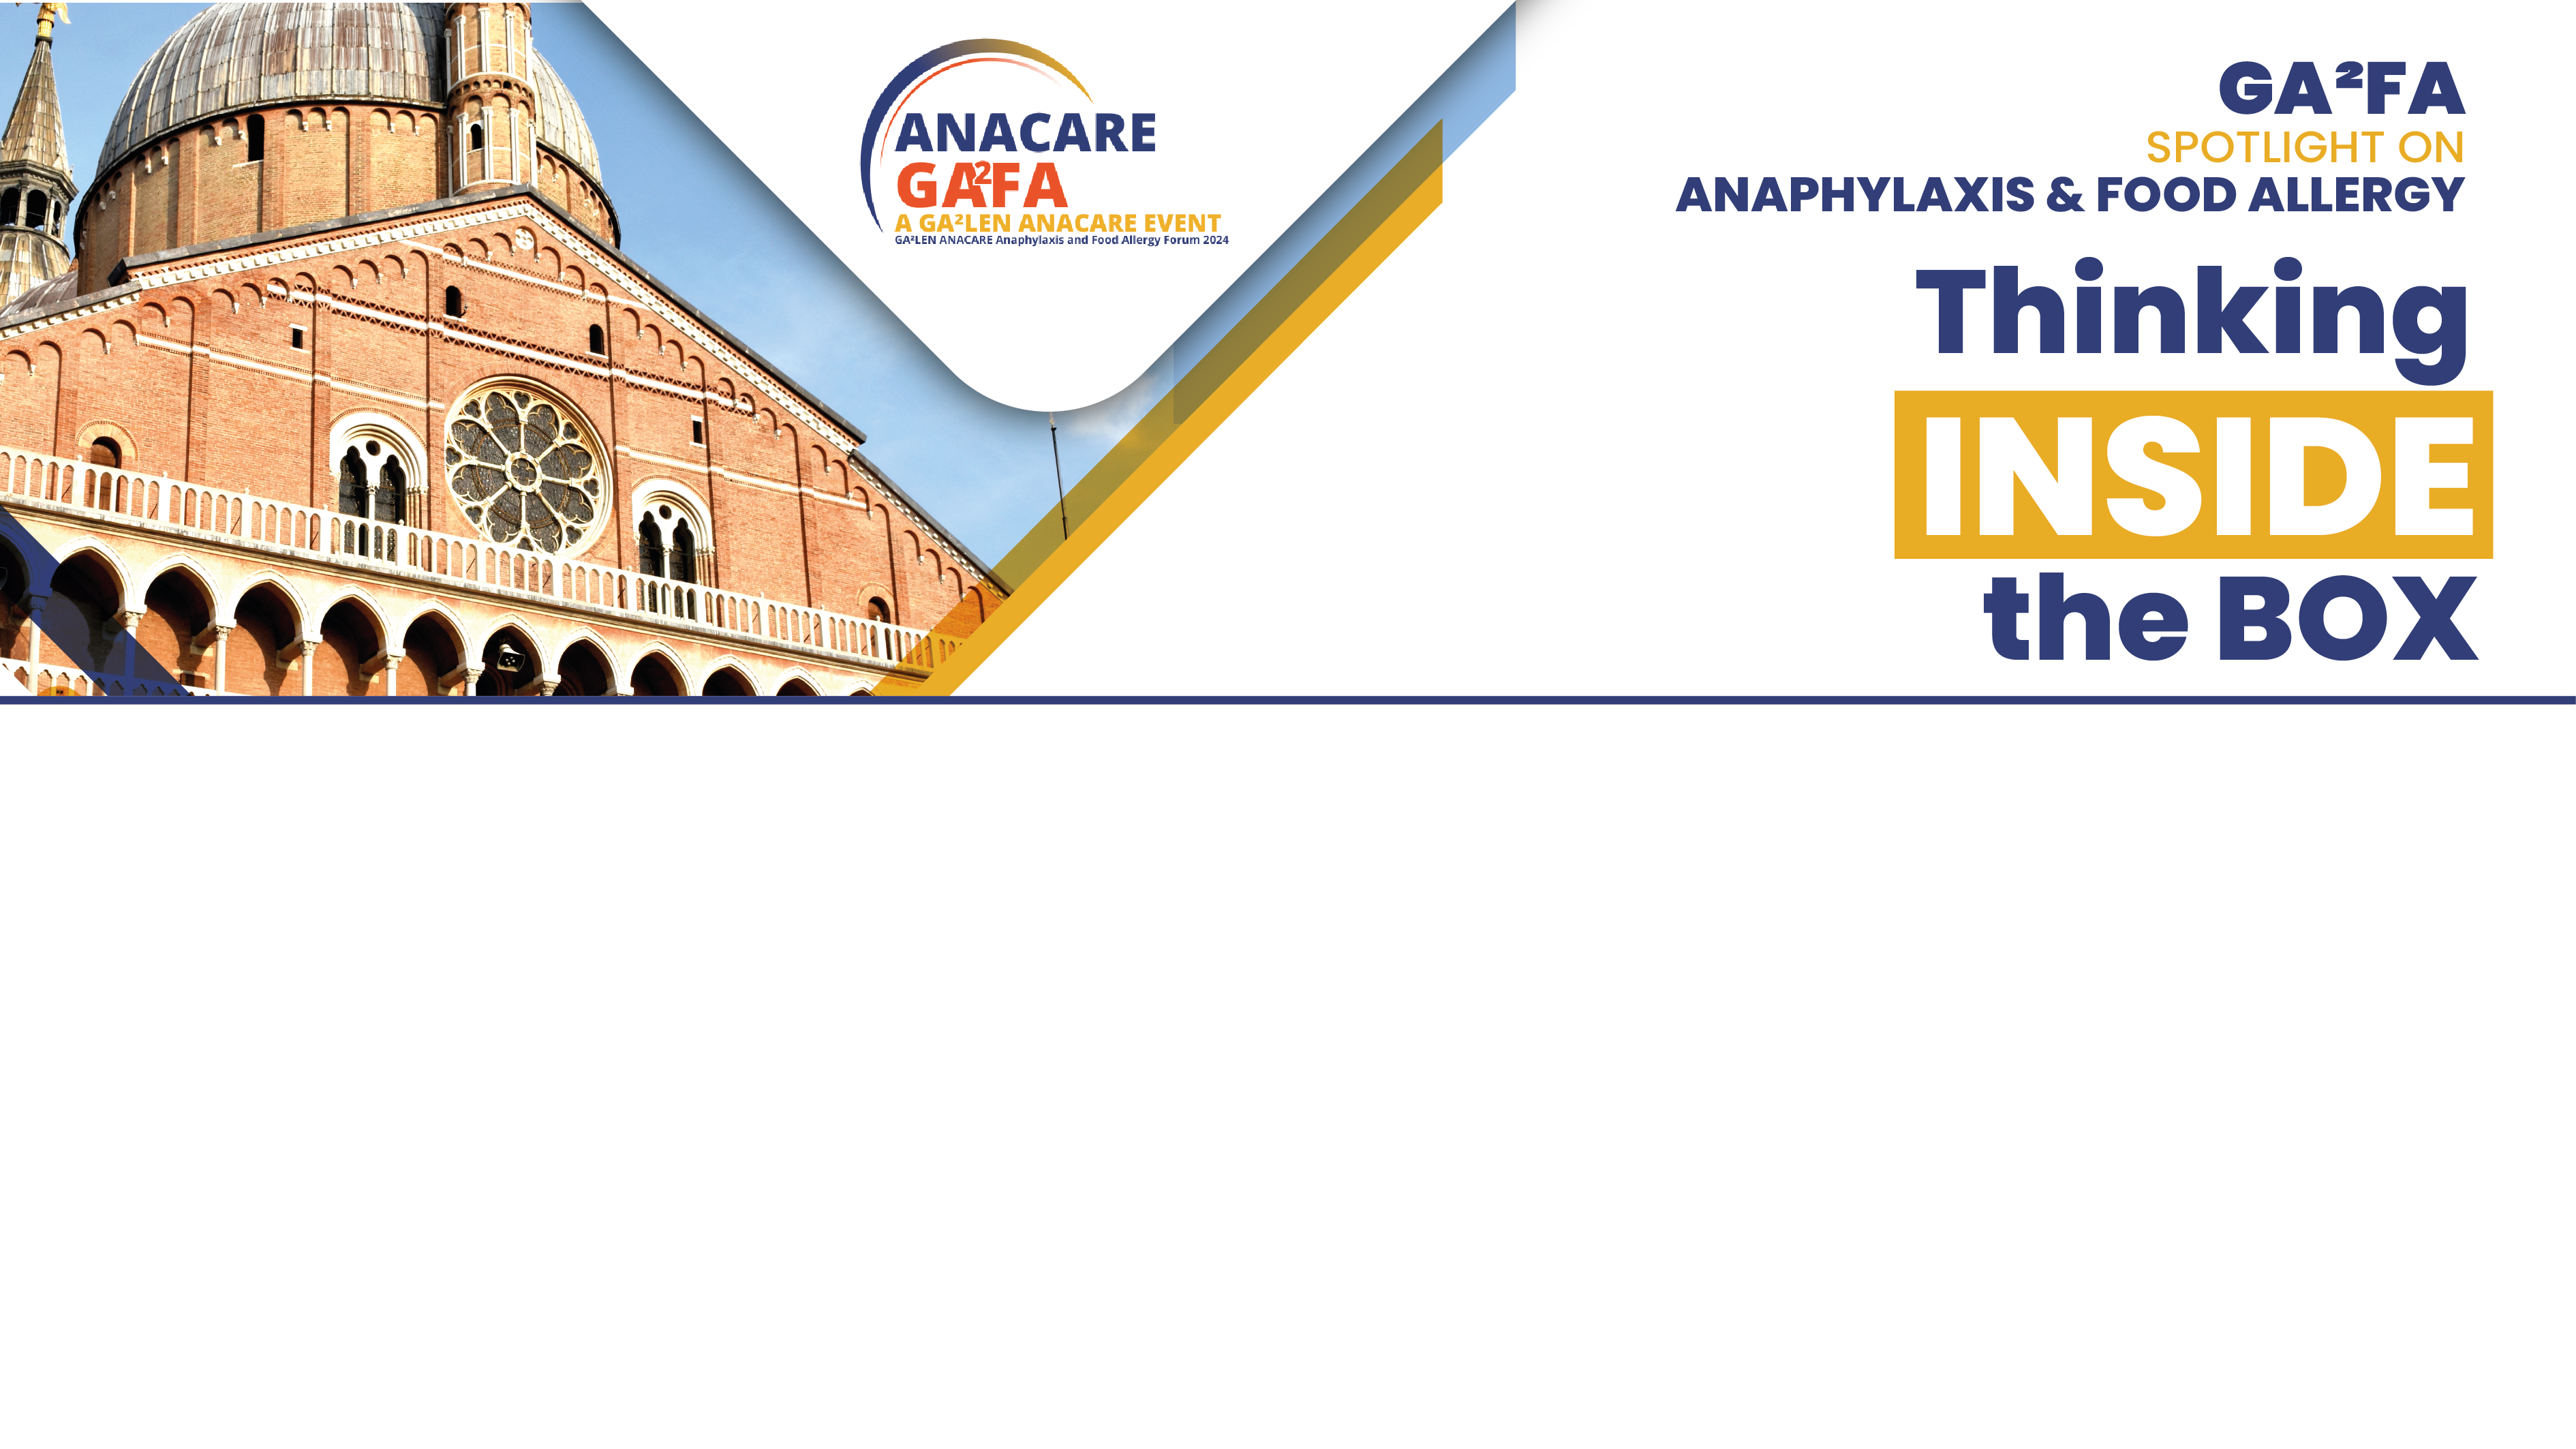 ANACARE
GA²FA
A GA²LEN ANACARE EVENT
GA²LEN ANACARE Anaphylaxis and Food Allergy Forum 2024
GA²FA
SPOTLIGHT ON
ANAPHYLAXIS & FOOD ALLERGY
Thinking
INSIDE
the BOX